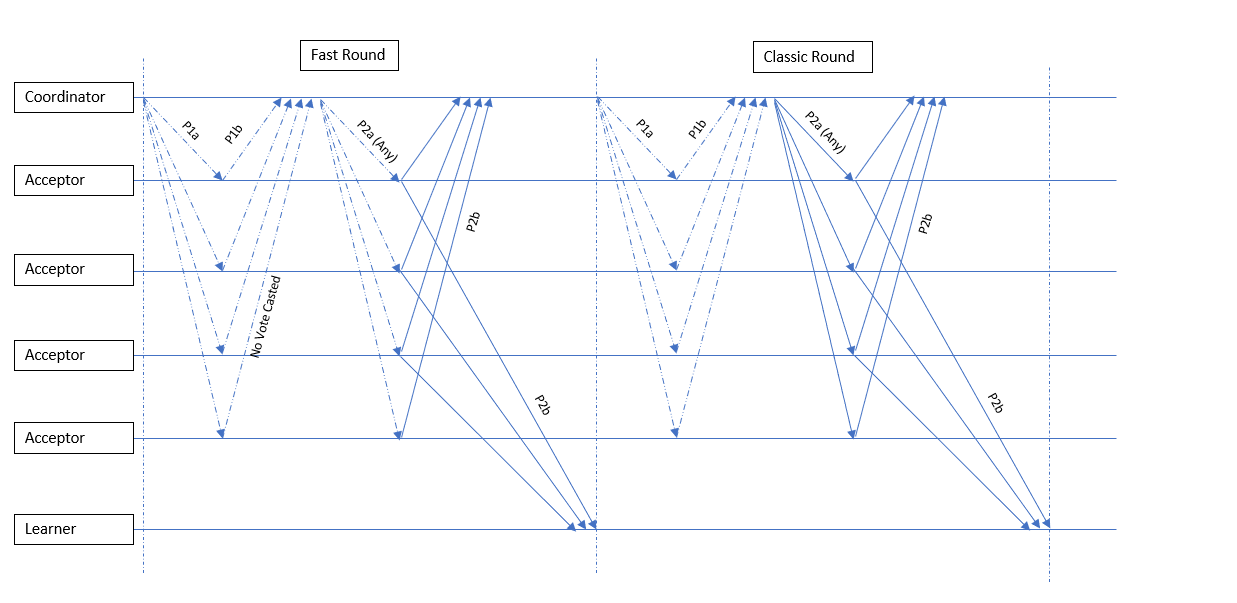 Fast Round
Classic Round
Coordinator
P1a
P1b
P2a (Any)
P1a
P1b
P2a (Any)
Acceptor
P2b
P2b
Acceptor
No Vote Casted
Acceptor
P2b
P2b
Acceptor
Learner